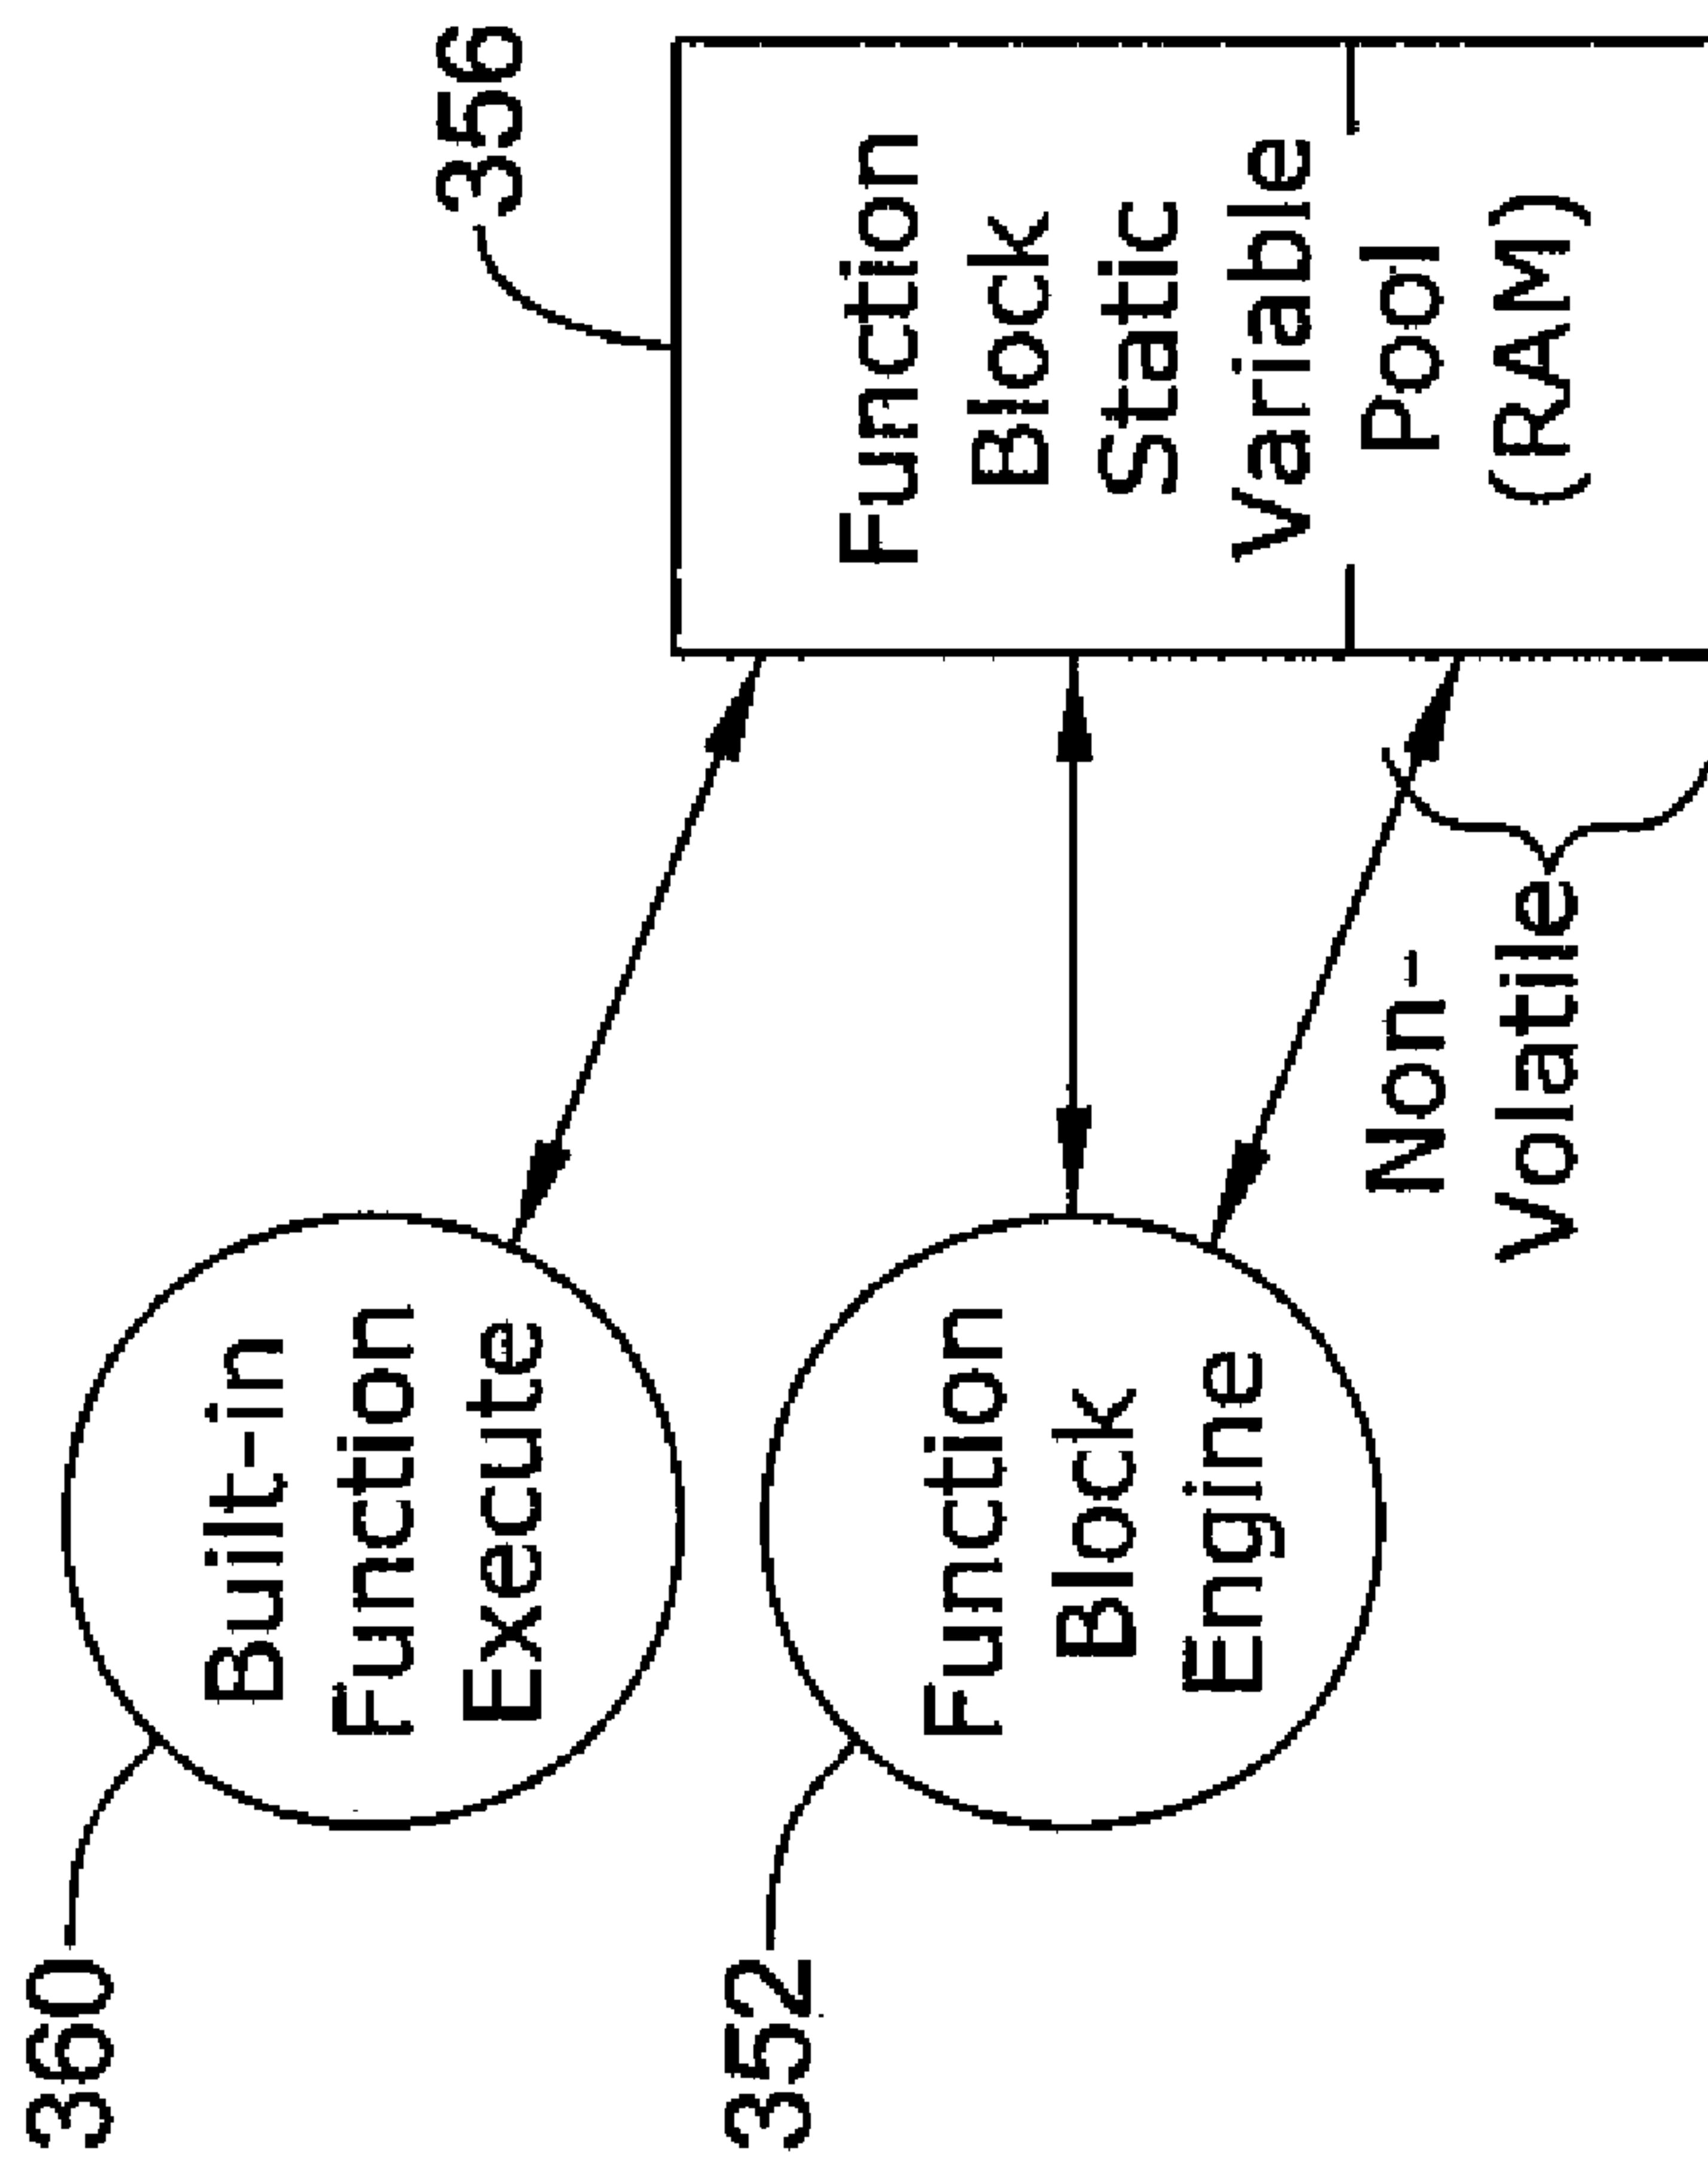 360
Built-in
Function
Execute
356
352
Function
Block
Engine
Function
Block
Static
Variable
Pool
(RAM)
Non-
Volatile